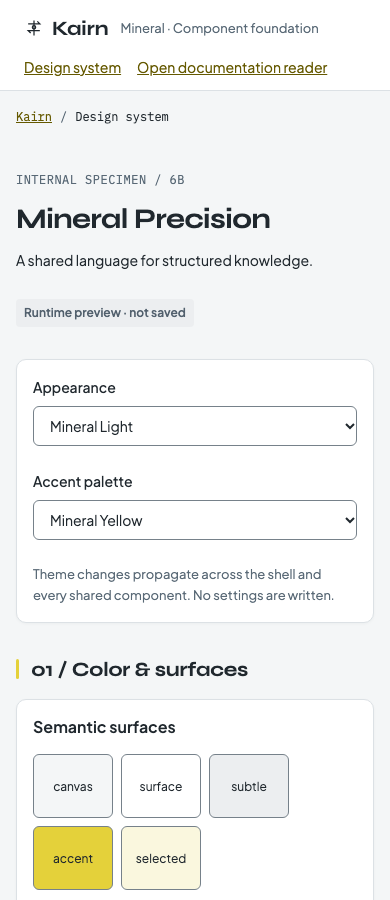 Kairn Mineral · Component foundation
Design system Open documentation reader
Kairn / Design system
INTERNAL SPECIMEN / 6B
Mineral Precision
A shared language for structured knowledge.
Runtime preview · not saved
Appearance
Mineral Light
Accent palette
Mineral Yellow
Theme changes propagate across the shell and
every shared component. No settings are written.
01 / Color & surfaces
Semantic surfaces
canvas surface subtle
accent selected